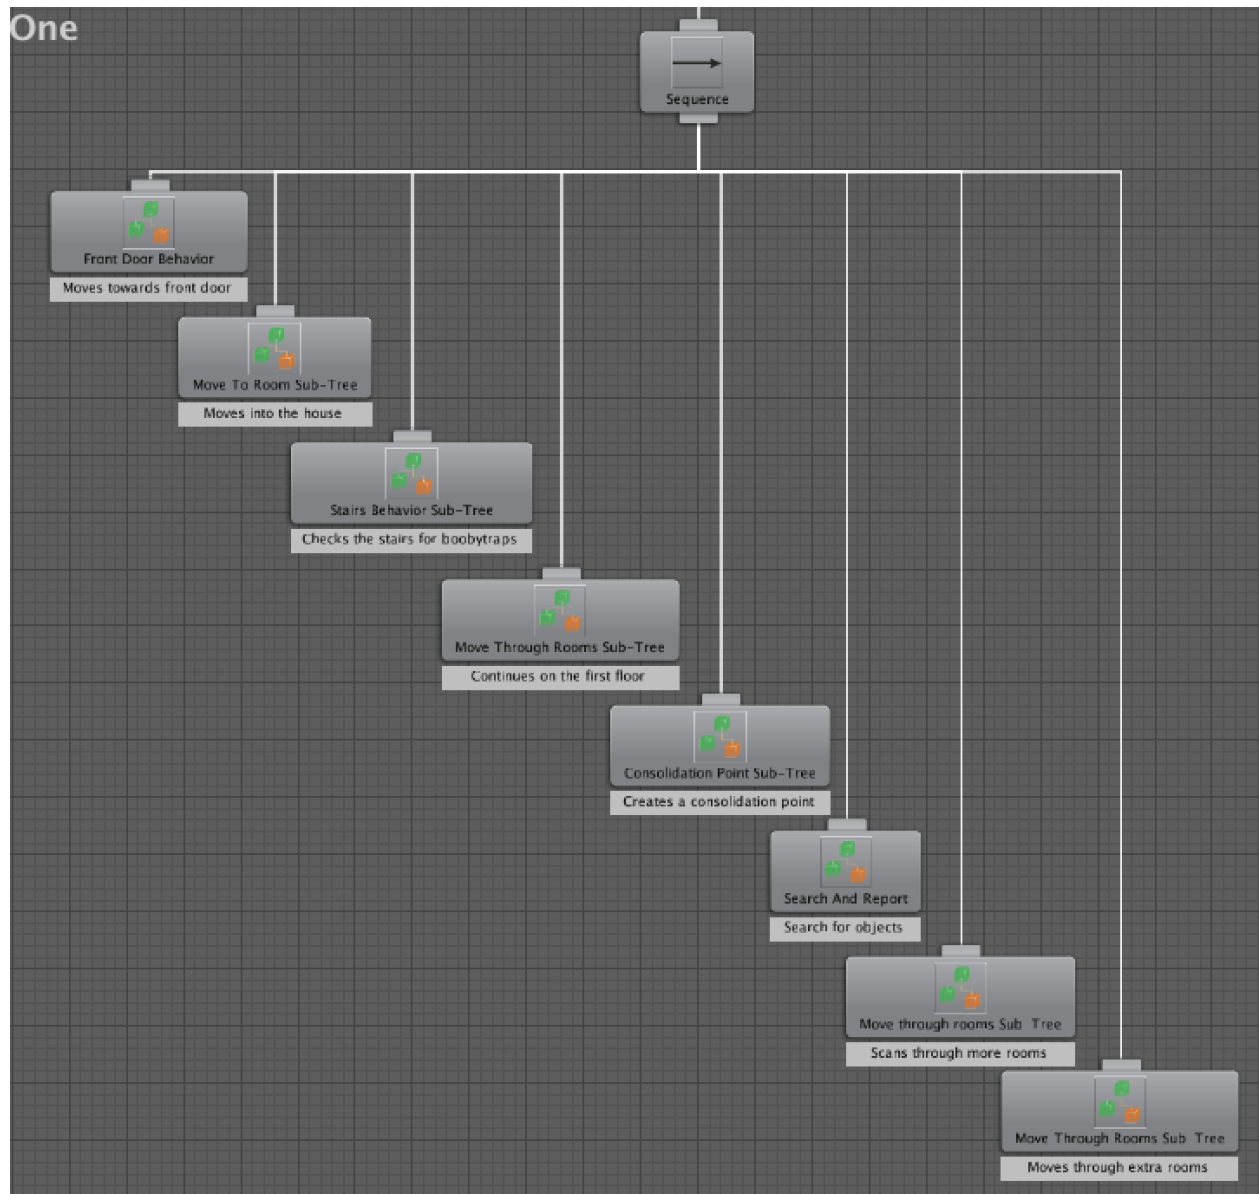 One
Sequence
Front Door Behavior
Moves towards front door
Move To Room Sub-Tree
Moves into the house
Stairs Behavior Sub-Tree
Checks the stairs for boobytraps
Move Through Rooms Sub-Tree
Continues on the first floor
Consolidation Point Sub-Tree
Creates a consolidation point
Search And Report
Search for objects
Move through rooms Sub Tree
Scans through more rooms
Move Through Rooms Sub Tree
Moves through extra rooms